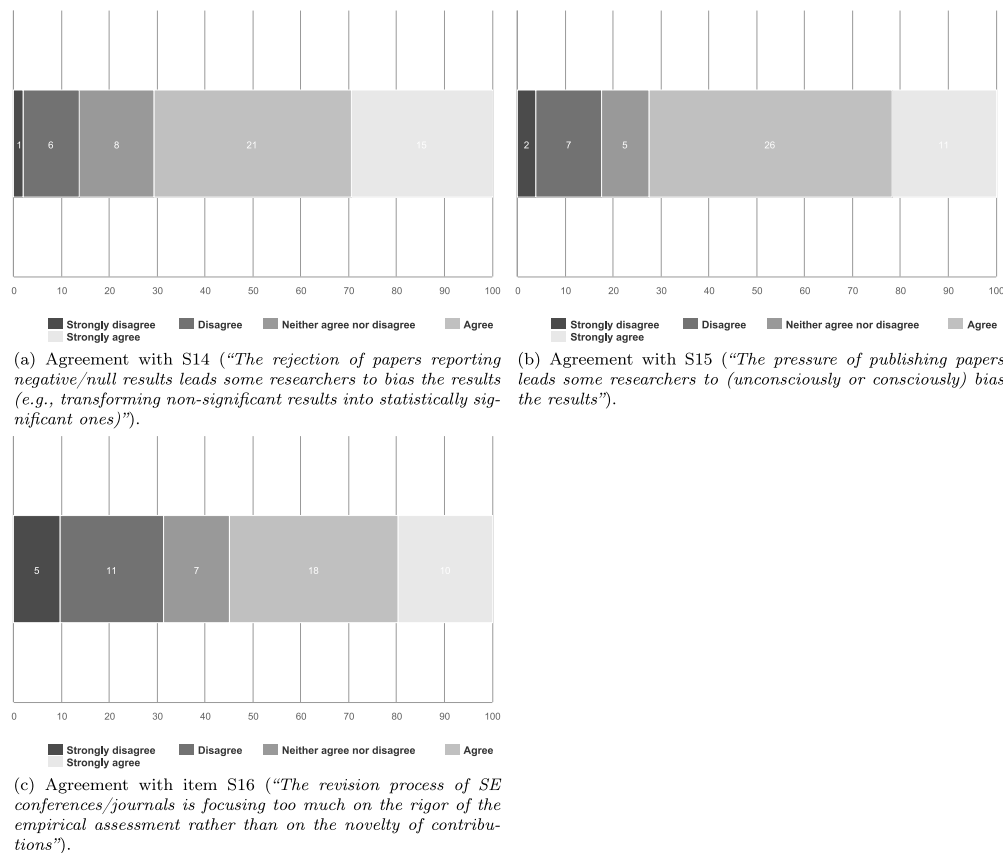 1 6 8 21 15
0 10 20 30 40 50 60 70 80 90 100
Strongly disagree Disagree Neither agree nor disagree Agree
Strongly agree
(a) Agreement with S14 (“The rejection of papers reporting
negative/null results leads some researchers to bias the results
(e.g., transforming non-significant results into statistically sig-
nificant ones)”).
2 7 5 26 11
0 10 20 30 40 50 60 70 80 90 100
Strongly disagree Disagree Neither agree nor disagree Agree
Strongly agree
(b) Agreement with S15 (“The pressure of publishing papers
leads some researchers to (unconsciously or consciously) bias
the results”).
5 11 7 18 10
0 10 20 30 40 50 60 70 80 90 100
Strongly disagree Disagree Neither agree nor disagree Agree
Strongly agree
(c) Agreement with item S16 (“The revision process of SE
conferences/journals is focusing too much on the rigor of the
empirical assessment rather than on the novelty of contribu-
tions”).